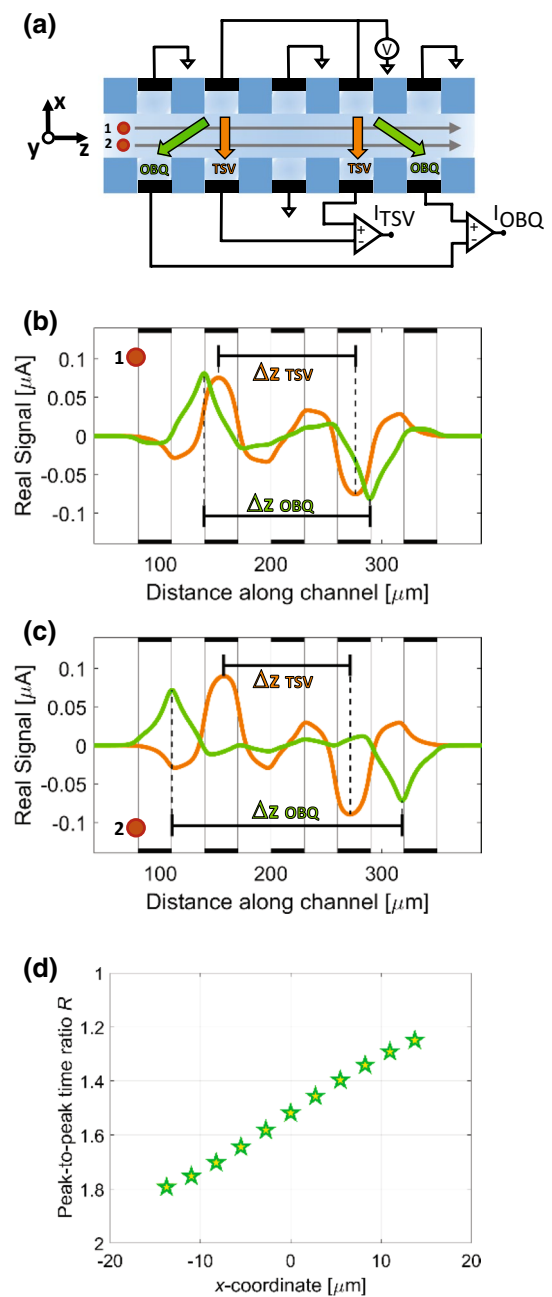 (a)
V
x
y
z
1
2
OBQ
TSV
TSV
OBQ
+
-
I_TSV
+
-
I_OBQ
(b)
1
Δz TSV
Δz OBQ
0.1
0.05
0
-0.05
-0.1
Real Signal [μA]
100
200
300
Distance along channel [μm]
(c)
2
Δz TSV
Δz OBQ
0.1
0.05
0
-0.05
-0.1
Real Signal [μA]
100
200
300
Distance along channel [μm]
(d)
1
1.2
1.4
1.6
1.8
2
Peak-to-peak time ratio R
-20
-10
0
10
20
x-coordinate [μm]